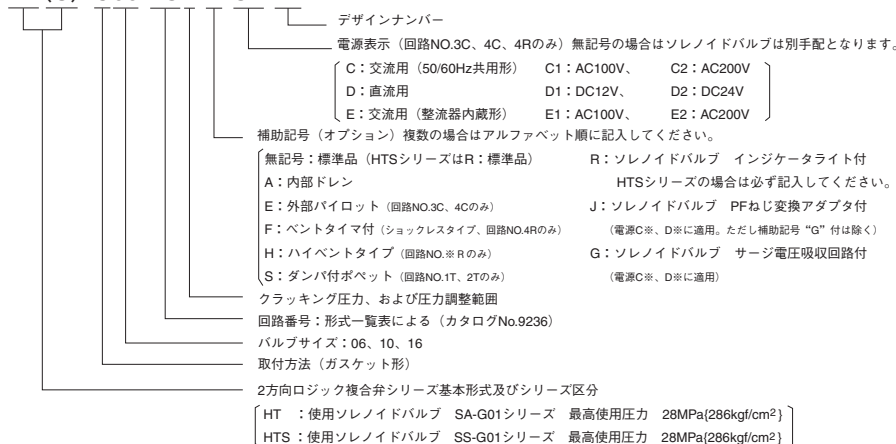 デザインナンバー
電源表示（回路NO.3C、4C、4Rのみ）無記号の場合はソレノイドバルブは別手配となります。
C：交流用（50/60Hz共用形） C1：AC100V、 C2：AC200V
D：直流用 D1：DC12V、 D2：DC24V
E：交流用（整流器内蔵形） E1：AC100V、 E2：AC200V
補助記号（オプション）複数の場合はアルファベット順に記入してください。
無記号：標準品（HTSシリーズはR：標準品） R：ソレノイドバルブ インジケータライト付
A：内部ドレン HTSシリーズの場合は必ず記入してください。
E：外部パイロット（回路NO.3C、4Cのみ） J：ソレノイドバルブ PFねじ変換アダプタ付
F：ベントタイマ付（ショックレスタイプ、回路NO.4Rのみ） （電源C※、D※に適用。ただし補助記号“G”付は除く）
H：ハイベントタイプ（回路NO.※Rのみ） G：ソレノイドバルブ サージ電圧吸収回路付
S：ダンパ付ポペット（回路NO.1T、2Tのみ） （電源C※、D※に適用）
クラッキング圧力、および圧力調整範囲
回路番号：形式一覧表による（カタログNo.9236）
バルブサイズ：06、10、16
取付方法（ガスケット形）
2方向ロジック複合弁シリーズ基本形式及びシリーズ区分
HT ：使用ソレノイドバルブ SA-G01シリーズ 最高使用圧力 28MPa{286kgf/cm2}
HTS：使用ソレノイドバルブ SS-G01シリーズ 最高使用圧力 28MPa{286kgf/cm2}